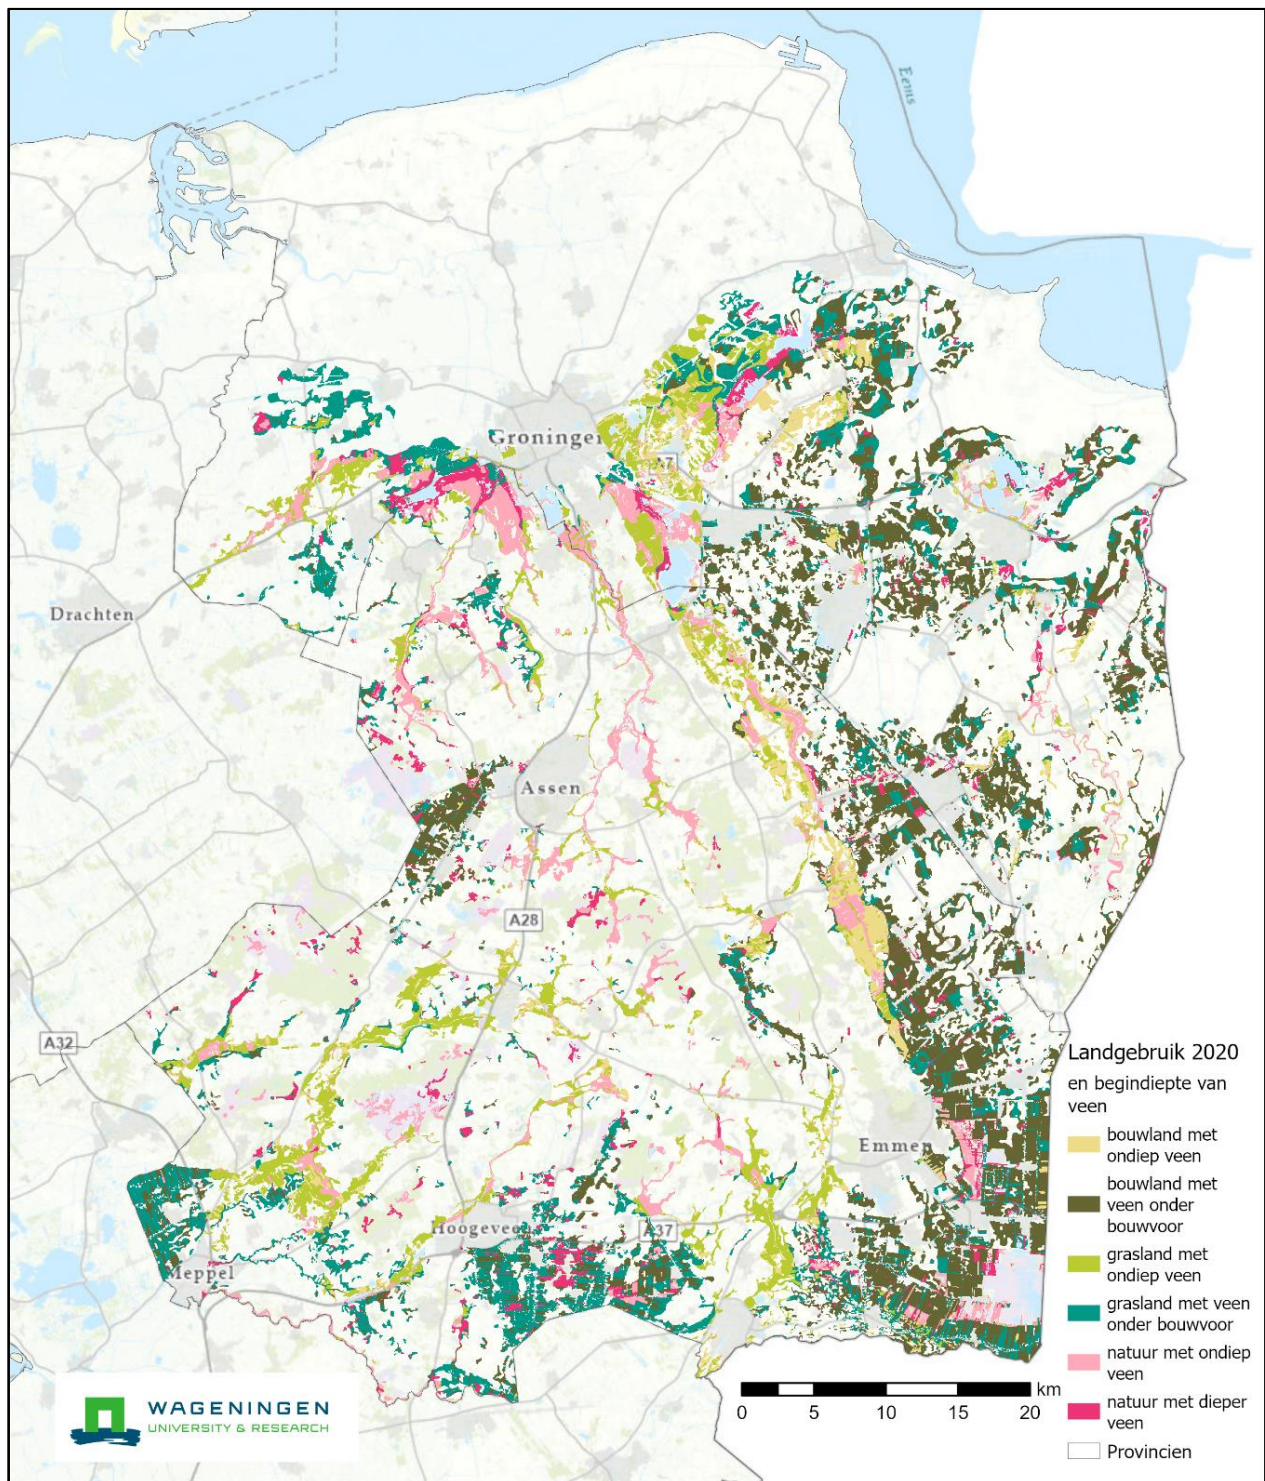 Eems
Groningen
A7
Drachten
Assen
A28
A32
Emmen
Hoogeveen
A37
Meppel
Landgebruik 2020
en begindiepte van
veen
bouwland met
ondiep veen
bouwland met
veen onder
bouwvoor
grasland met
ondiep veen
grasland met veen
onder bouwvoor
natuur met ondiep
veen
natuur met dieper
veen
Provincien
km
0 5 10 15 20
WAGENINGEN
UNIVERSITY & RESEARCH